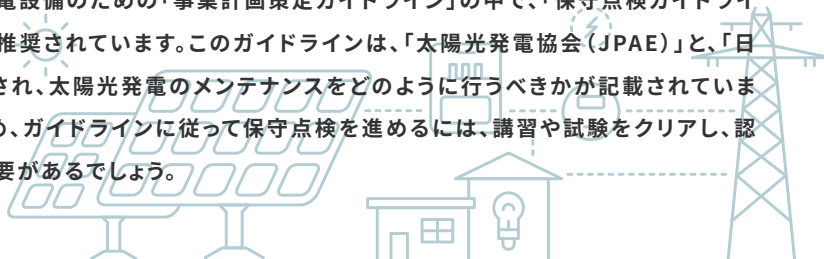 電設備のための「事業計画策定ガイドライン」の中で、「保守点検ガイドライ
推奨されています。このガイドラインは、「太陽光発電協会（JPAE）」と、「日
され、太陽光発電のメンテナンスをどのように行うべきかが記載されていま
め、ガイドラインに従って保守点検を進めるには、講習や試験をクリアし、認
要があるでしょう。